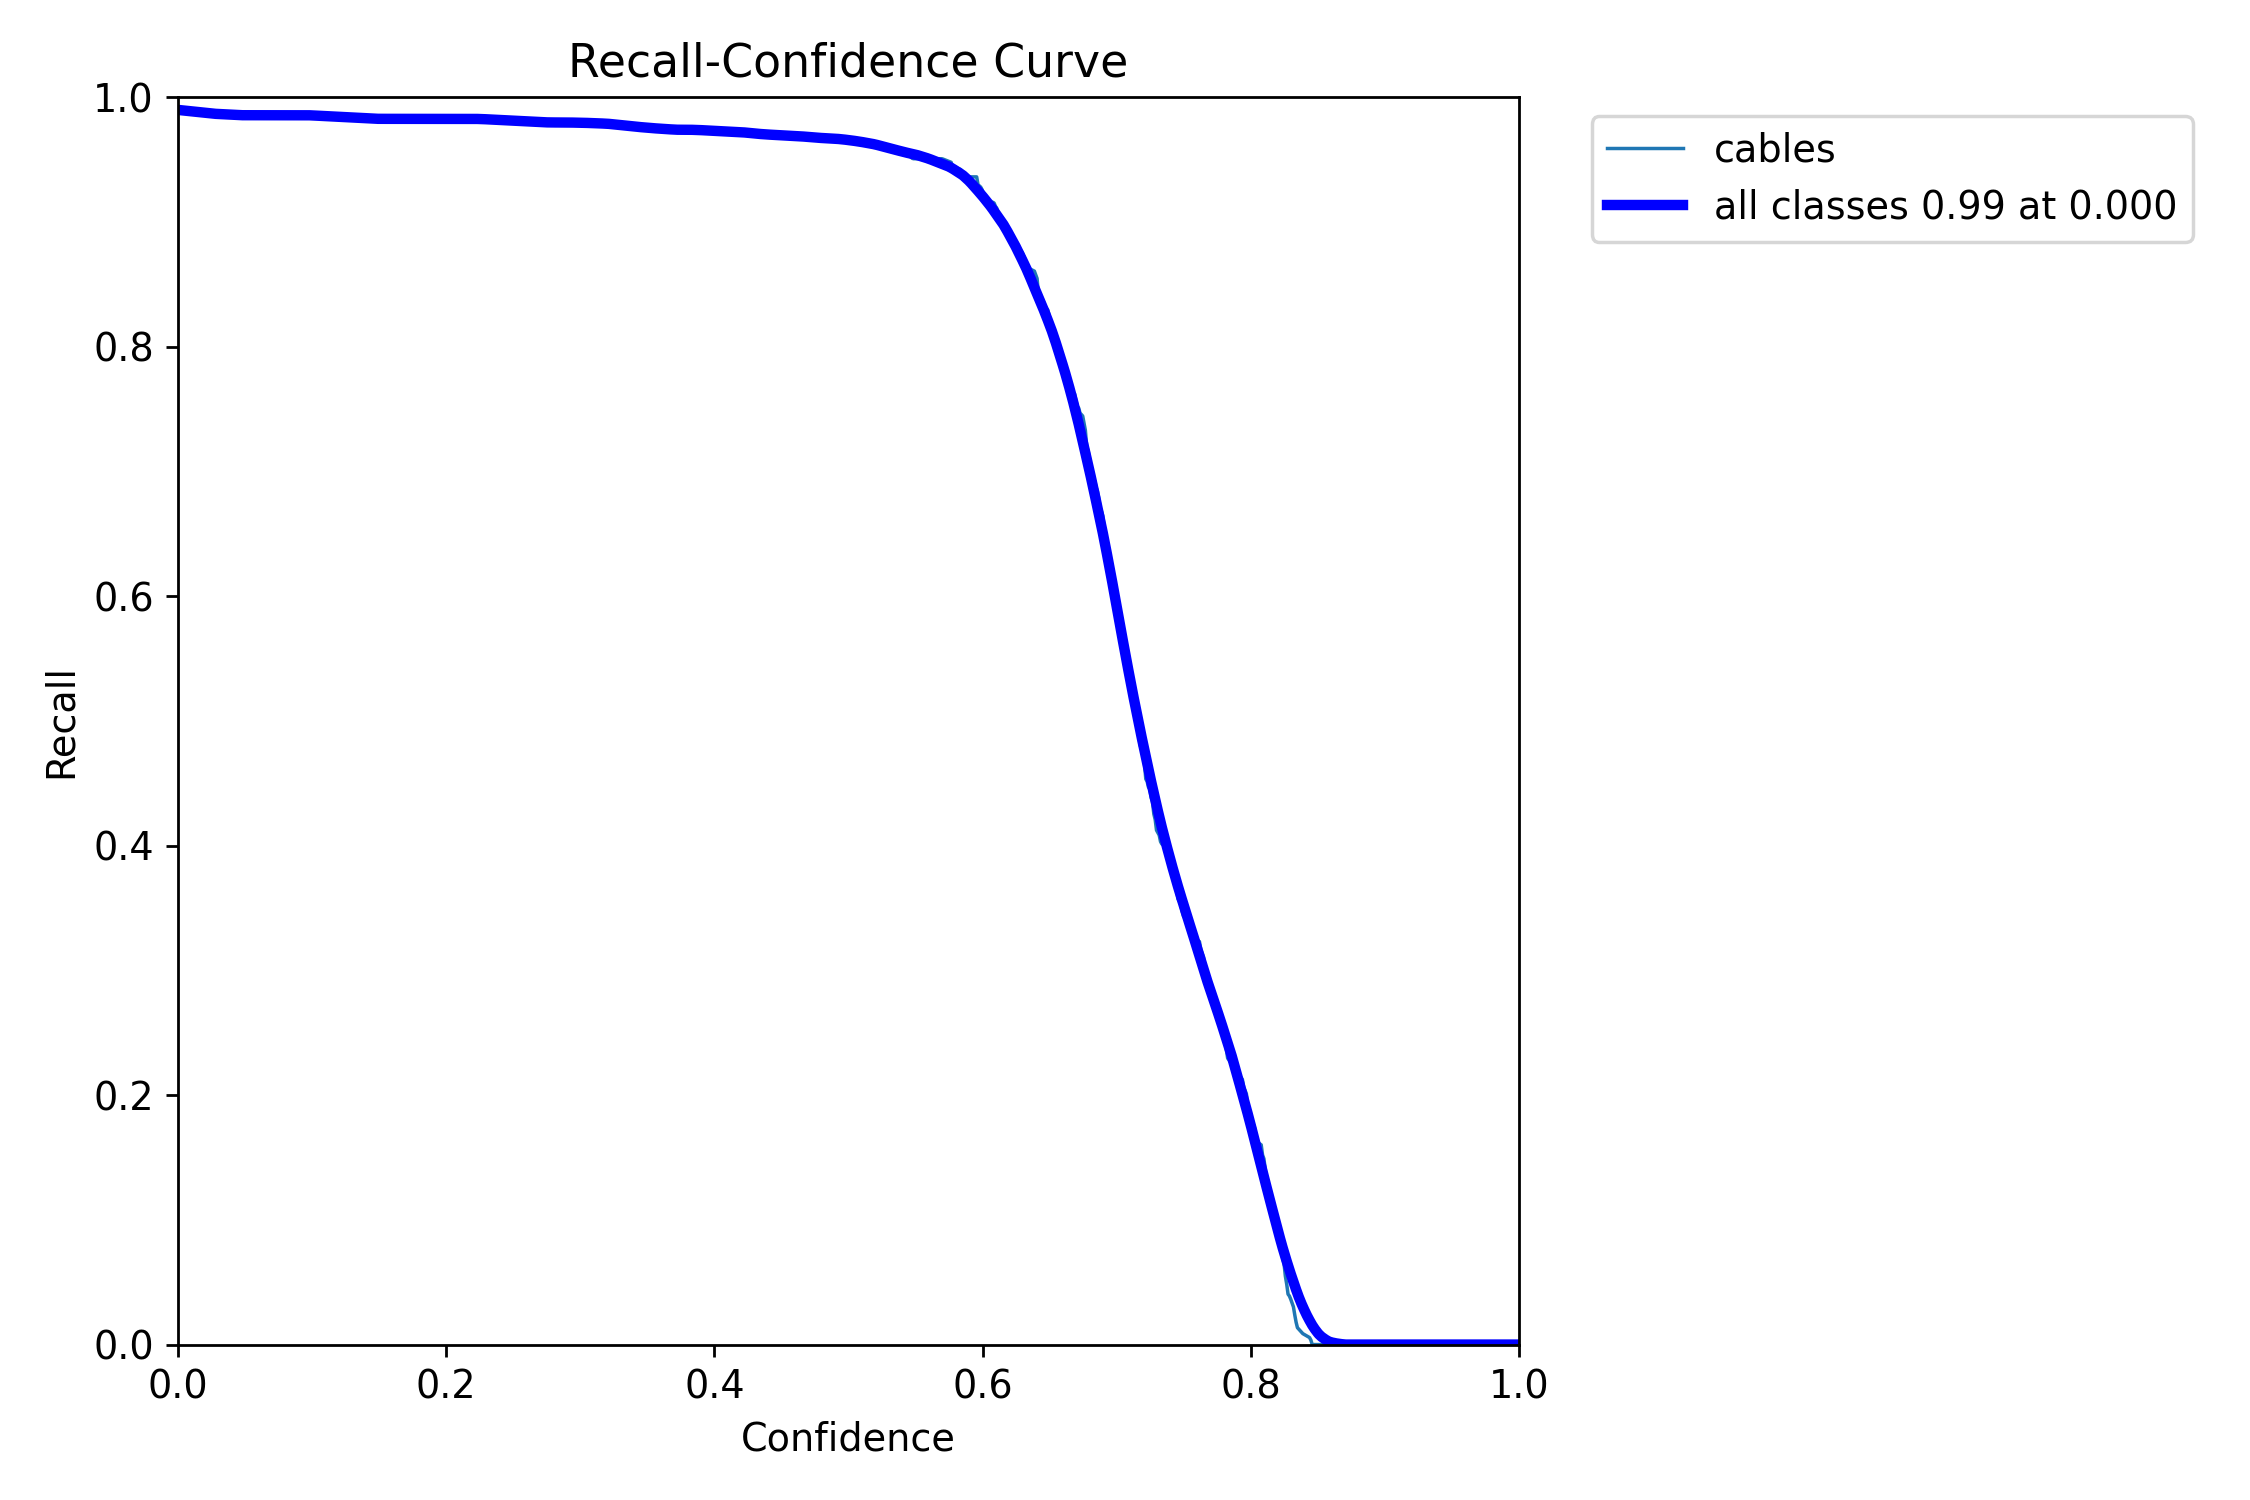 Recall-Confidence Curve
1.0
0.8
0.6
0.4
0.2
0.0
Recall
0.0 0.2 0.4 0.6 0.8 1.0
Confidence
cables
all classes 0.99 at 0.000